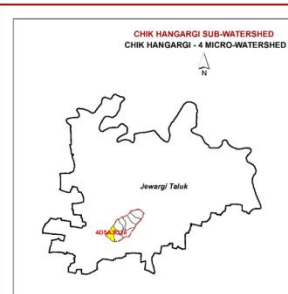 CHIK HANGARGI SUB-WATERSHED
CHIK HANGARGI - 4 MICRO-WATERSHED
N
Jewargi Taluk